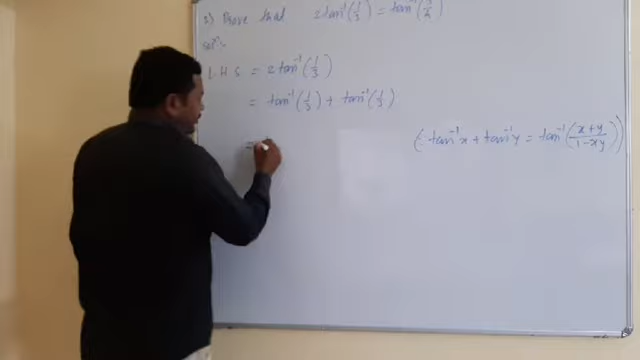 2) Prove that 2tan⁻¹(1/3) = tan⁻¹(3/4)
sol:-
L.H.S = 2tan⁻¹(1/3)
= tan⁻¹(1/3) + tan⁻¹(1/3)
(∵ tan⁻¹x + tan⁻¹y = tan⁻¹(x+y/1-xy))
=